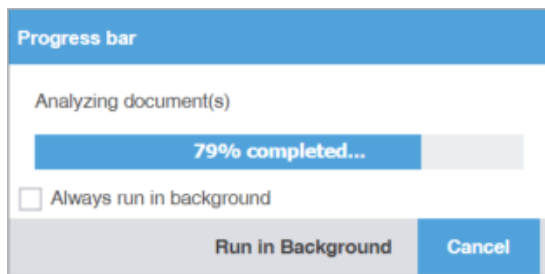 Progress bar
Analyzing document(s)
79% completed...
Always run in background
Run in Background Cancel